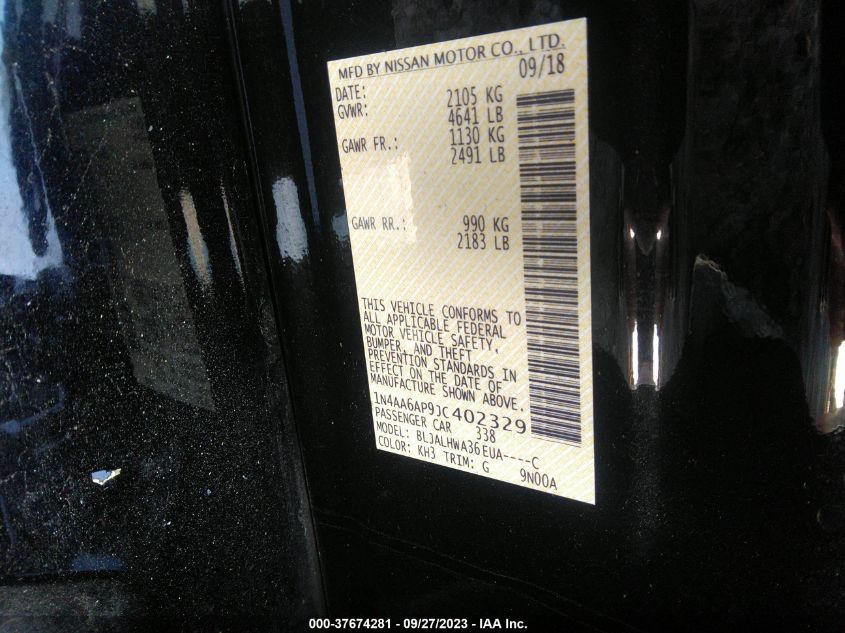 MFD BY NISSAN MOTOR CO., LTD.
DATE: 09/18
GVWR: 2105 KG
4641 LB
GAWR FR.: 1130 KG
2491 LB
GAWR RR.: 990 KG
2183 LB
THIS VEHICLE CONFORMS TO
ALL APPLICABLE FEDERAL
MOTOR VEHICLE SAFETY,
BUMPER, AND THEFT
PREVENTION STANDARDS IN
EFFECT ON THE DATE OF
MANUFACTURE SHOWN ABOVE.
1N4AA6AP9JC402329
PASSENGER CAR 338
MODEL: BLJALHWA36EUA----C
COLOR: KH3 TRIM: G 9N00A
000-37674281 - 09/27/2023 - IAA Inc.